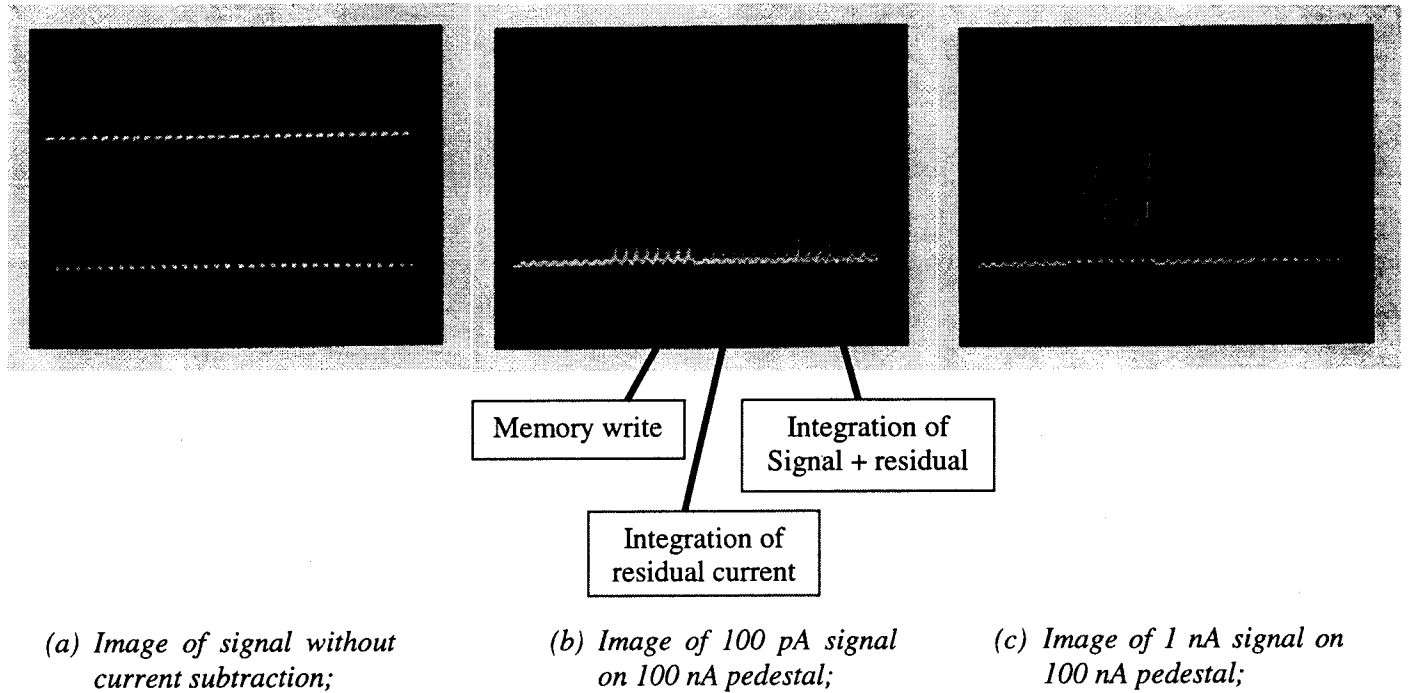 Memory write
Integration of
Signal + residual
Integration of
residual current
(a) Image of signal without
current subtraction;
(b) Image of 100 pA signal
on 100 nA pedestal;
(c) Image of 1 nA signal on
100 nA pedestal;